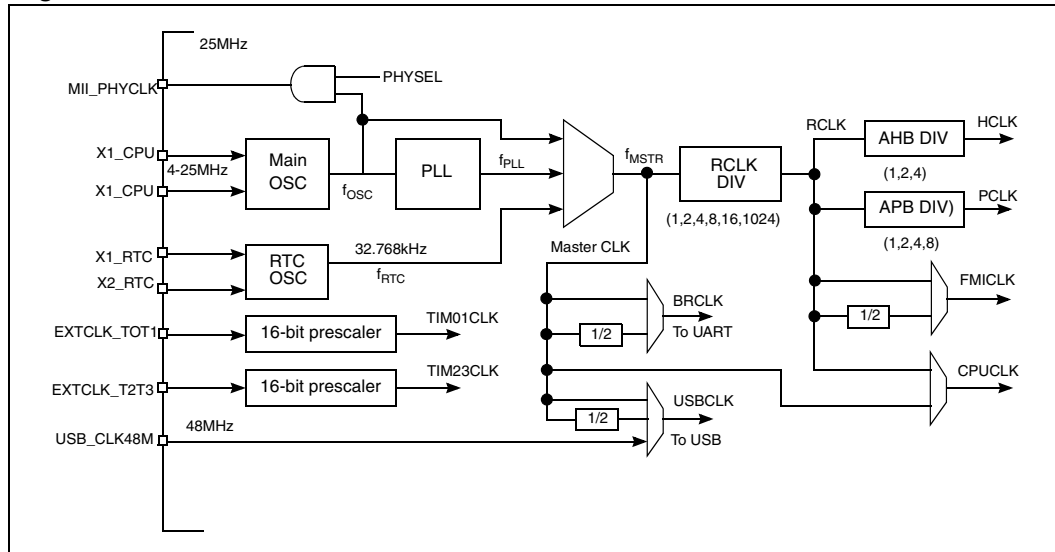 25MHz
MII_PHYCLK
PHYSEL
X1_CPU
4-25MHz
X1_CPU
Main
OSC
fOSC
PLL
fPLL
fMSTR
RCLK
DIV
(1,2,4,8,16,1024)
RCLK
AHB DIV
HCLK
(1,2,4)
APB DIV)
PCLK
(1,2,4,8)
X1_RTC
X2_RTC
RTC
OSC
32.768kHz
fRTC
Master CLK
1/2
FMICLK
BRCLK
1/2
To UART
EXTCLK_TOT1
16-bit prescaler
TIM01CLK
EXTCLK_T2T3
16-bit prescaler
TIM23CLK
CPUCLK
USB_CLK48M
48MHz
1/2
USBCLK
To USB